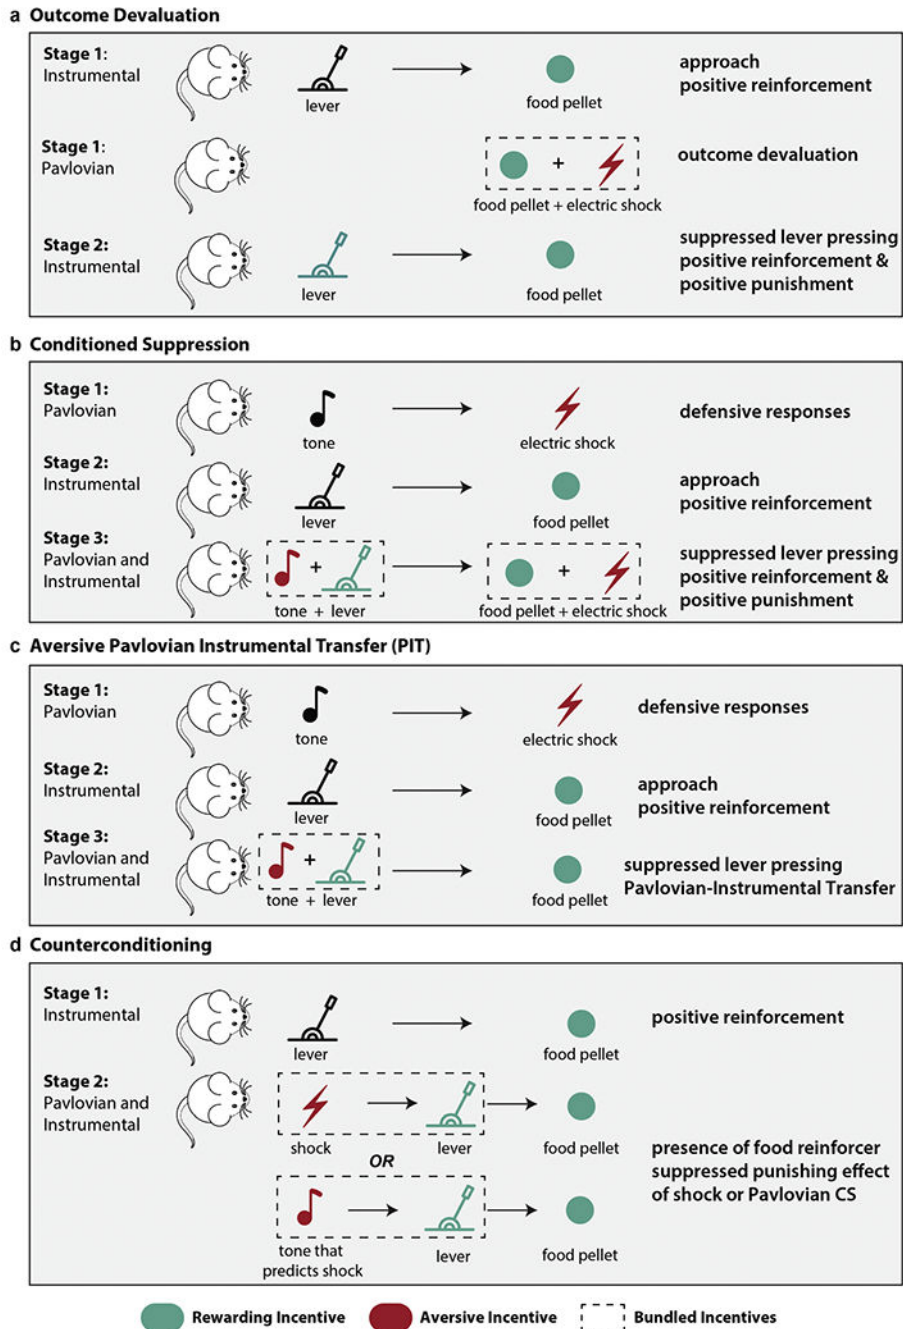 a Outcome Devaluation
Stage 1:
Instrumental
lever
food pellet
approach
positive reinforcement
Stage 1:
Pavlovian
+
food pellet + electric shock
outcome devaluation
Stage 2:
Instrumental
lever
food pellet
suppressed lever pressing
positive reinforcement &
positive punishment
b Conditioned Suppression
Stage 1:
Pavlovian
tone
electric shock
defensive responses
Stage 2:
Instrumental
lever
food pellet
approach
positive reinforcement
Stage 3:
Pavlovian and
Instrumental
+
tone + lever
+
food pellet + electric shock
suppressed lever pressing
positive reinforcement &
positive punishment
c Aversive Pavlovian Instrumental Transfer (PIT)
Stage 1:
Pavlovian
tone
electric shock
defensive responses
Stage 2:
Instrumental
lever
food pellet
approach
positive reinforcement
Stage 3:
Pavlovian and
Instrumental
+
tone + lever
food pellet
suppressed lever pressing
Pavlovian-Instrumental Transfer
d Counterconditioning
Stage 1:
Instrumental
lever
food pellet
positive reinforcement
Stage 2:
Pavlovian and
Instrumental
shock
lever
food pellet
OR
tone that
predicts shock
lever
food pellet
presence of food reinforcer
suppressed punishing effect
of shock or Pavlovian CS
Rewarding Incentive
Aversive Incentive
Bundled Incentives